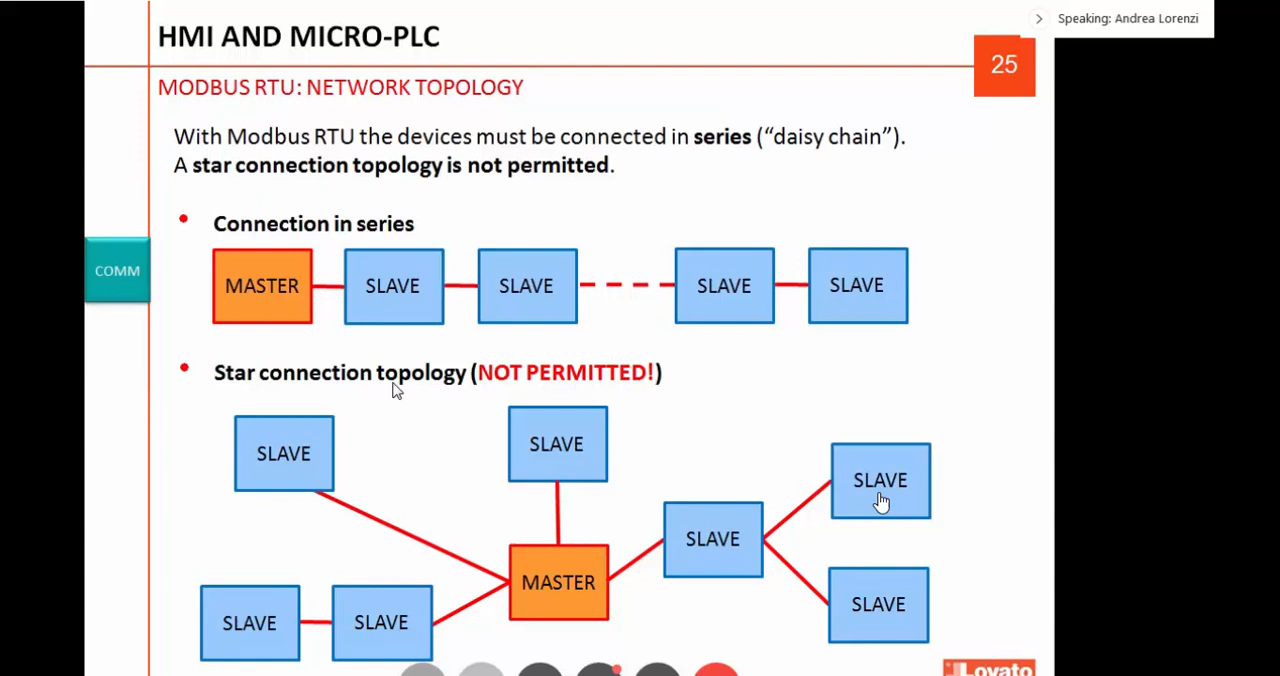 Speaking: Andrea Lorenzi
HMI AND MICRO-PLC
25
MODBUS RTU: NETWORK TOPOLOGY
With Modbus RTU the devices must be connected in series (“daisy chain”).
A star connection topology is not permitted.
• Connection in series
COMM
MASTER SLAVE SLAVE SLAVE SLAVE
• Star connection topology (NOT PERMITTED!)
SLAVE
SLAVE
SLAVE
SLAVE
MASTER
SLAVE
SLAVE
SLAVE
Lovato